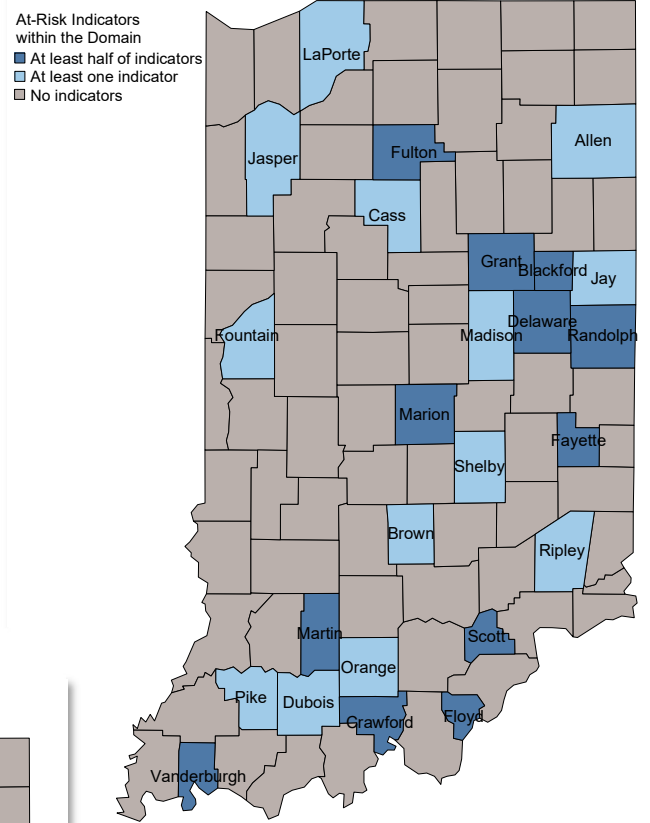 At-Risk Indicators
within the Domain
At least half of indicators
At least one indicator
No indicators
LaPorte
Allen
Jasper
Fulton
Cass
Grant
Blackford
Jay
Fountain
Madison
Delaware
Randolph
Marion
Fayette
Shelby
Brown
Ripley
Martin
Scott
Orange
Pike
Dubois
Crawford
Floyd
Vanderburgh